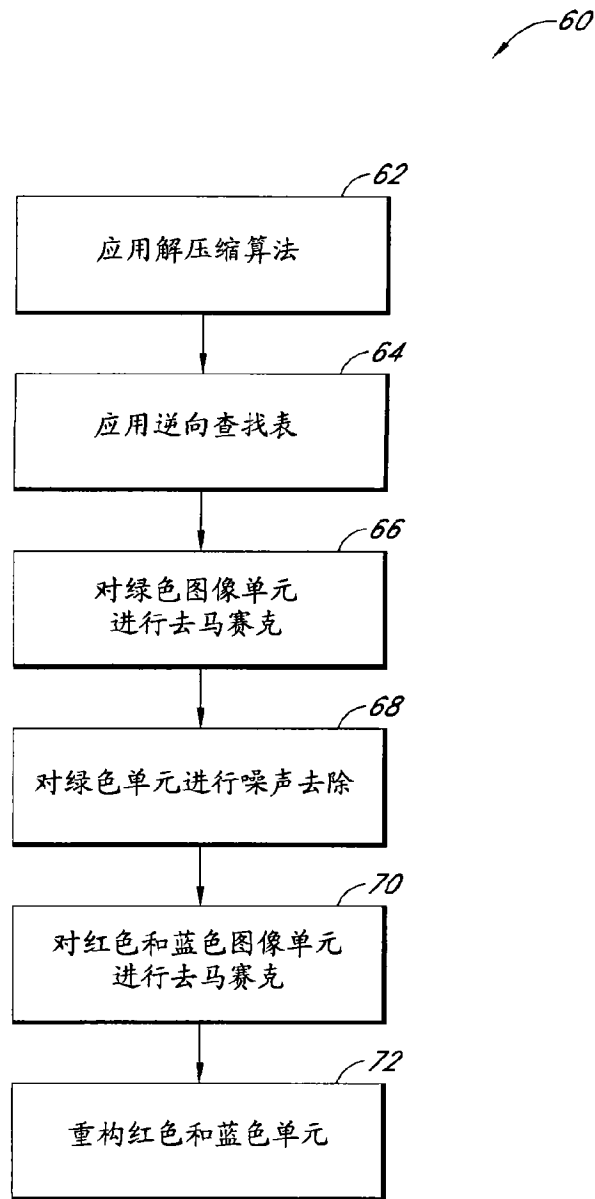 60
62
应用解压缩算法
64
应用逆向查找表
66
对绿色图像单元
进行去马赛克
68
对绿色单元进行噪声去除
70
对红色和蓝色图像单元
进行去马赛克
72
重构红色和蓝色单元